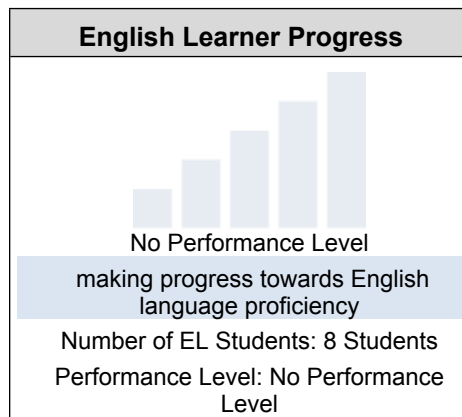 English Learner Progress
No Performance Level
making progress towards English
language proficiency
Number of EL Students: 8 Students
Performance Level: No Performance
Level